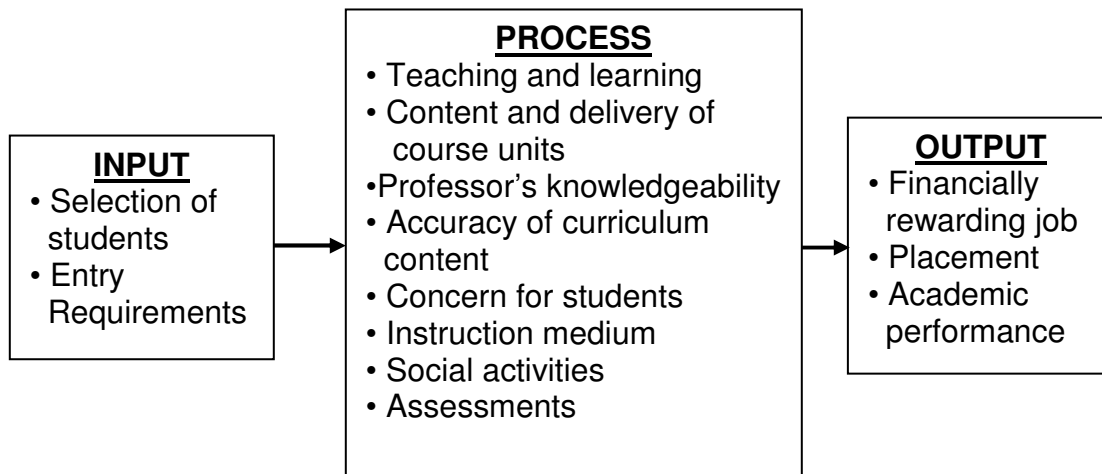 INPUT
• Selection of
students
• Entry
Requirements
PROCESS
• Teaching and learning
• Content and delivery of
course units
•Professor’s knowledgeability
• Accuracy of curriculum
content
• Concern for students
• Instruction medium
• Social activities
• Assessments
OUTPUT
• Financially
rewarding job
• Placement
• Academic
performance